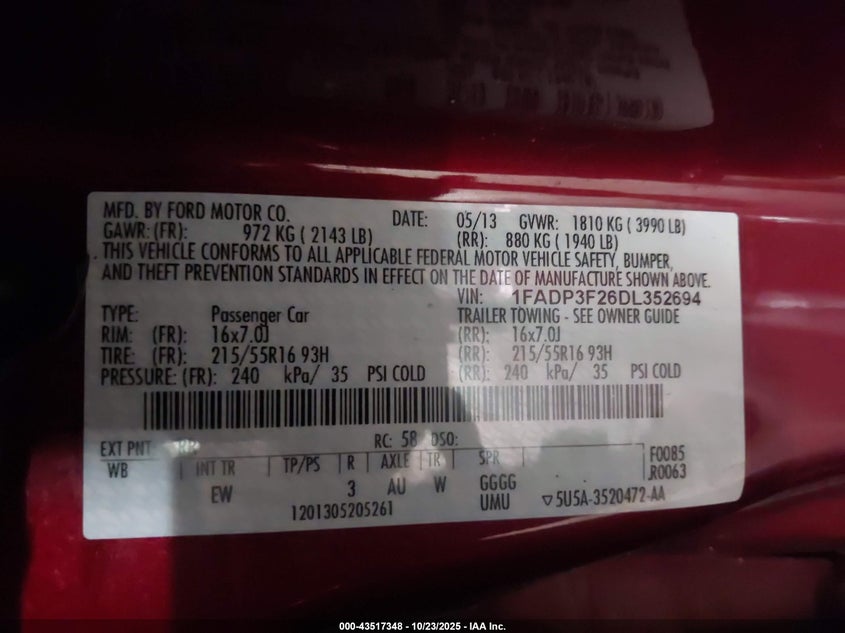 MFD. BY FORD MOTOR CO. DATE: 05/13 GVWR: 1810 KG ( 3990 LB)
GAWR: (FR): 972 KG ( 2143 LB) (RR): 880 KG ( 1940 LB)
THIS VEHICLE CONFORMS TO ALL APPLICABLE FEDERAL MOTOR VEHICLE SAFETY, BUMPER,
AND THEFT PREVENTION STANDARDS IN EFFECT ON THE DATE OF MANUFACTURE SHOWN ABOVE.
VIN: 1FADP3F26DL352694
TYPE: Passenger Car TRAILER TOWING - SEE OWNER GUIDE
RIM: (FR): 16x7.0J (RR): 16x7.0J
TIRE: (FR): 215/55R16 93H (RR): 215/55R16 93H
PRESSURE: (FR): 240 kPa/ 35 PSI COLD (RR): 240 kPa/ 35 PSI COLD
EXT PNT RR RC: 58 DSO:
WB INT TR TP/PS R AXLE TR SPR F0085
R0063
EW 3 AU W GGGG
UMU
1201305205261 ▽5U5A-3520472-AA
000-43517348 - 10/23/2025 - IAA Inc.